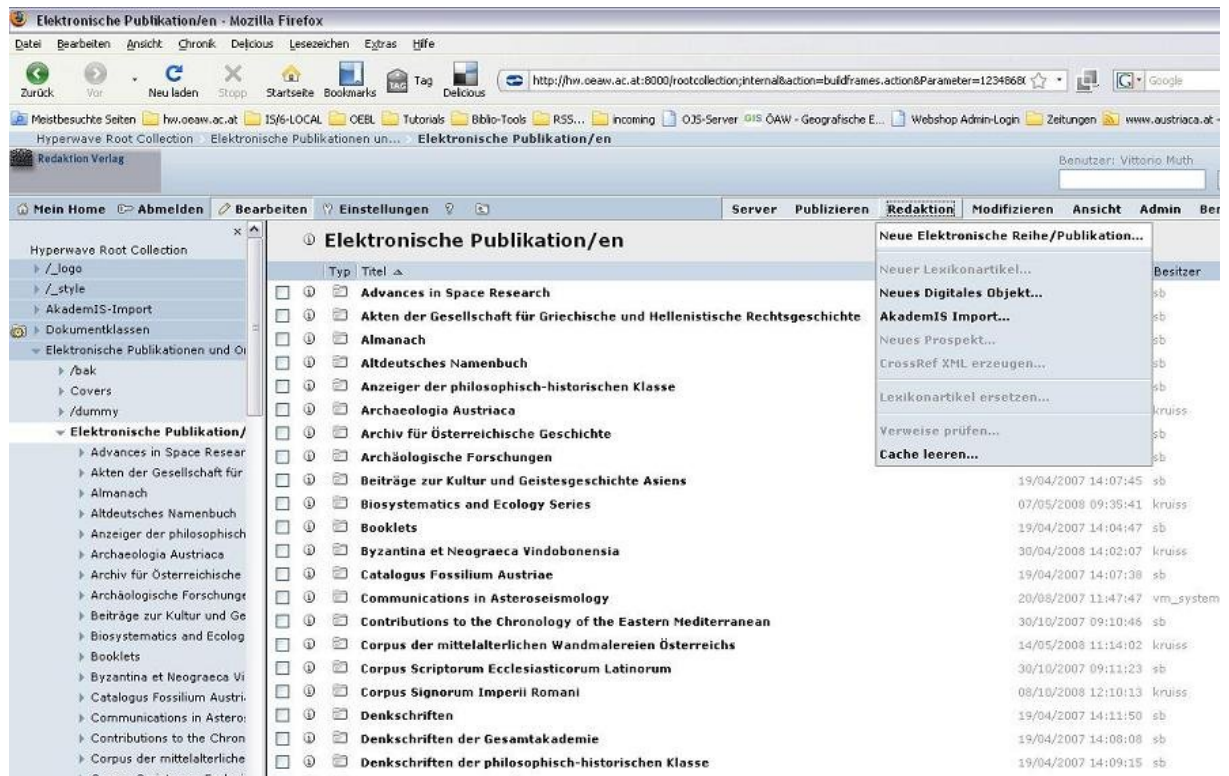 Elektronische Publikation/en - Mozilla Firefox
Datei Bearbeiten Ansicht Chronik Delicious Lesezeichen Extras Hilfe
Zurück Vor Neu laden Stopp Startseite Bookmarks Tag Delicious http://hw.oeaw.ac.at:8000/rootcollection;internal&action=buildframes.action&Parameter=1234868( Google
Meistbesuchte Seiten hw.oeaw.ac.at IS/6-LOCAL OEBL Tutorials Biblio-Tools RSS... incoming OJS-Server GIS ÖAW - Geografische E... Webshop Admin-Login Zeitungen www.austriaca.at -
Hyperwave Root Collection Elektronische Publikationen un... Elektronische Publikation/en
Redaktion Verlag
Benutzer: Vittorio Muth
Mein Home Abmelden Bearbeiten Einstellungen Server Publizieren Redaktion Modifizieren Ansicht Admin Ber
Hyperwave Root Collection
/_logo
/_style
AkademIS-Import
Dokumentklassen
Elektronische Publikationen und Or
/bak
Covers
/dummy
Elektronische Publikation/
Advances in Space Resear
Akten der Gesellschaft für
Almanach
Altdeutsches Namenbuch
Anzeiger der philosophisch
Archaeologia Austriaca
Archiv für Österreichische
Archäologische Forschunge
Beiträge zur Kultur und Ge
Biosystematics and Ecolog
Booklets
Byzantina et Neograeca Vi
Catalogus Fossilium Austri
Communications in Astero
Contributions to the Chron
Corpus der mittelalterliche
Elektronische Publikation/en
Typ Titel Besitzer
Advances in Space Research sb
Akten der Gesellschaft für Griechische und Hellenistische Rechtsgeschichte sb
Almanach sb
Altdeutsches Namenbuch sb
Anzeiger der philosophisch-historischen Klasse sb
Archaeologia Austriaca kruiss
Archiv für Österreichische Geschichte sb
Archäologische Forschungen sb
Beiträge zur Kultur und Geistesgeschichte Asiens 19/04/2007 14:07:45 sb
Biosystematics and Ecology Series 07/05/2008 09:35:41 kruiss
Booklets 19/04/2007 14:04:47 sb
Byzantina et Neograeca Vindobonensia 30/04/2008 14:02:07 kruiss
Catalogus Fossilium Austriae 19/04/2007 14:07:38 sb
Communications in Asteroseismology 20/08/2007 11:47:47 vm_system
Contributions to the Chronology of the Eastern Mediterranean 30/10/2007 09:10:46 sb
Corpus der mittelalterlichen Wandmalereien Österreichs 14/05/2008 11:14:02 kruiss
Corpus Scriptorum Ecclesiasticorum Latinorum 30/10/2007 09:11:23 sb
Corpus Signorum Imperii Romani 08/10/2008 12:10:13 kruiss
Denkschriften 19/04/2007 14:11:50 sb
Denkschriften der Gesamtakademie 19/04/2007 14:08:08 sb
Denkschriften der philosophisch-historischen Klasse 19/04/2007 14:09:15 sb
Neue Elektronische Reihe/Publikation...
Neuer Lexikonartikel...
Neues Digitales Objekt...
AkademIS Import...
Neues Prospekt...
CrossRef XML erzeugen...
Lexikonartikel ersetzen...
Verweise prüfen...
Cache leeren...